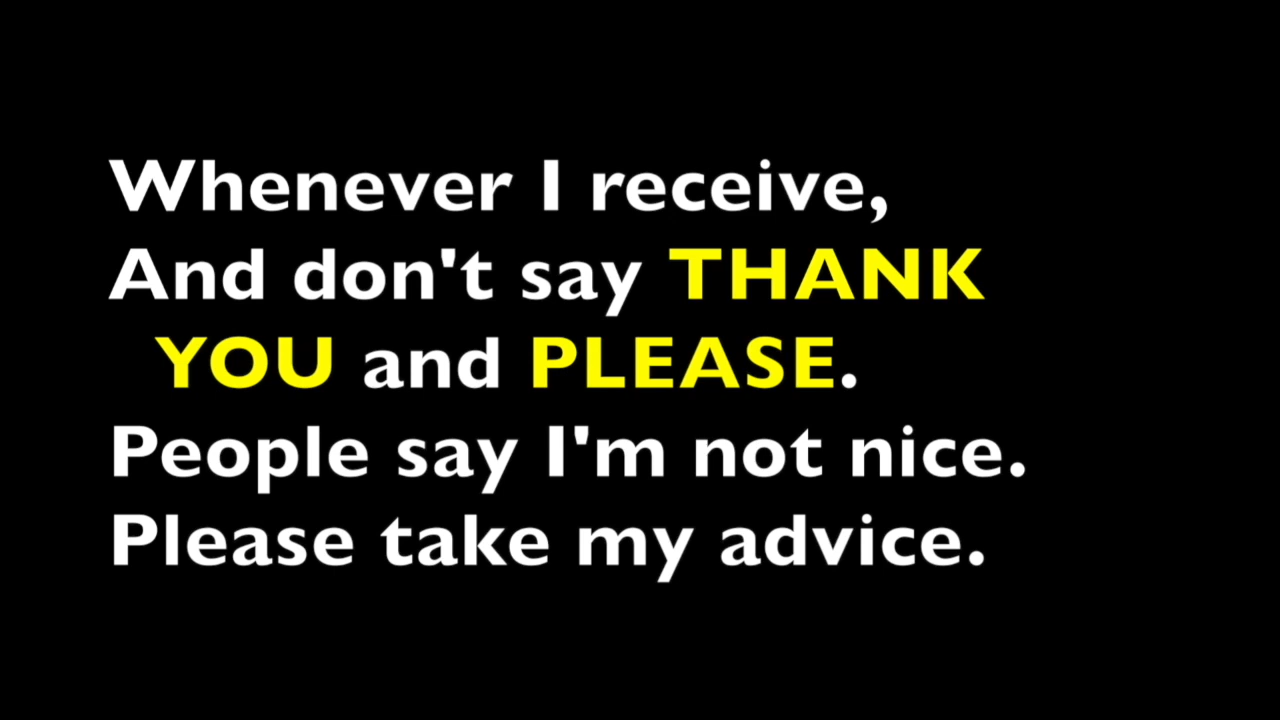 Whenever I receive,
And don't say THANK
YOU and PLEASE.
People say I'm not nice.
Please take my advice.